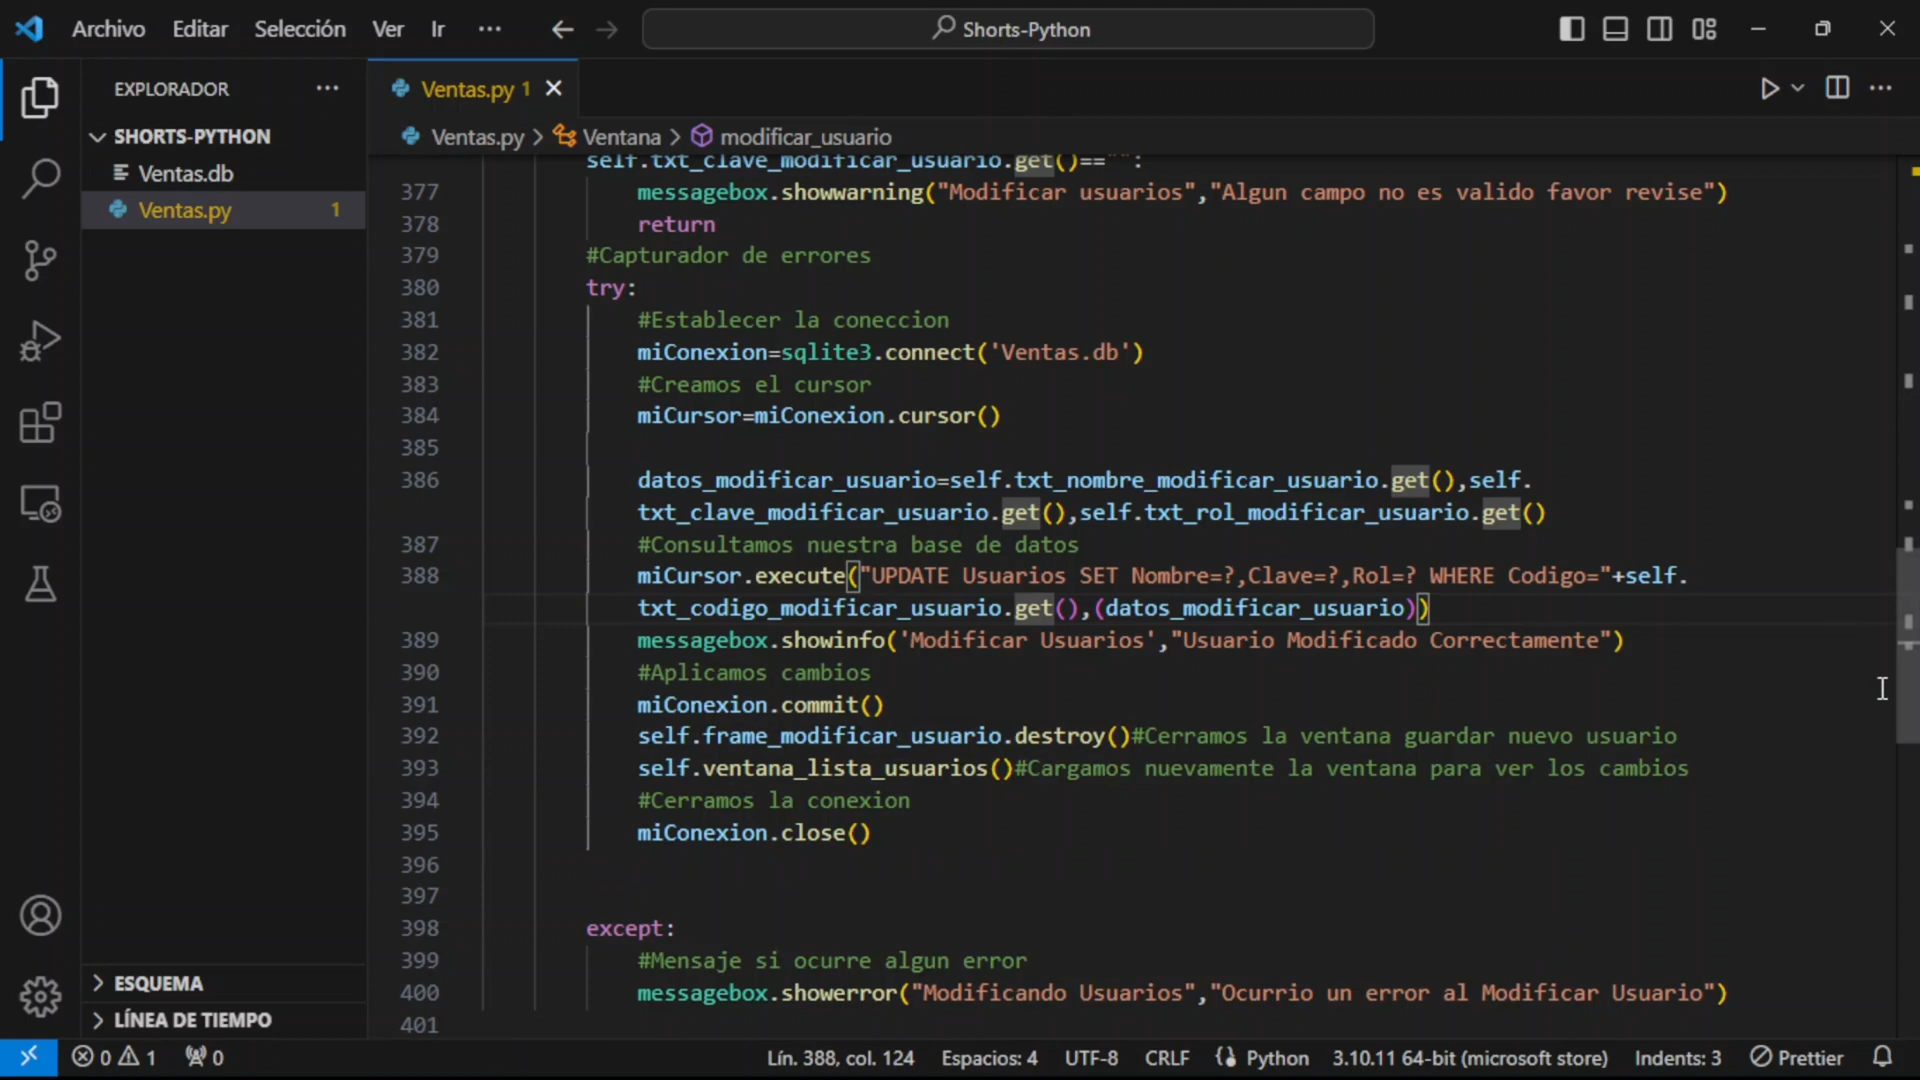 Archivo Editar Selección Ver Ir ··· Shorts-Python
EXPLORADOR ···
SHORTS-PYTHON
Ventas.db
Ventas.py 1
ESQUEMA
LÍNEA DE TIEMPO
Ventas.py 1
Ventas.py > Ventana > modificar_usuario
self.txt_clave_modificar_usuario.get()=="":
377 messagebox.showwarning("Modificar usuarios","Algun campo no es valido favor revise")
378 return
379 #Capturador de errores
380 try:
381 #Establecer la coneccion
382 miConexion=sqlite3.connect('Ventas.db')
383 #Creamos el cursor
384 miCursor=miConexion.cursor()
385
386 datos_modificar_usuario=self.txt_nombre_modificar_usuario.get(),self.
txt_clave_modificar_usuario.get(),self.txt_rol_modificar_usuario.get()
387 #Consultamos nuestra base de datos
388 miCursor.execute("UPDATE Usuarios SET Nombre=?,Clave=?,Rol=? WHERE Codigo="+self.
txt_codigo_modificar_usuario.get(),(datos_modificar_usuario))
389 messagebox.showinfo('Modificar Usuarios',"Usuario Modificado Correctamente")
390 #Aplicamos cambios
391 miConexion.commit()
392 self.frame_modificar_usuario.destroy()#Cerramos la ventana guardar nuevo usuario
393 self.ventana_lista_usuarios()#Cargamos nuevamente la ventana para ver los cambios
394 #Cerramos la conexion
395 miConexion.close()
396
397
398 except:
399 #Mensaje si ocurre algun error
400 messagebox.showerror("Modificando Usuarios","Ocurrio un error al Modificar Usuario")
401
0 1 0 Lín. 388, col. 124 Espacios: 4 UTF-8 CRLF Python 3.10.11 64-bit (microsoft store) Indents: 3 Prettier